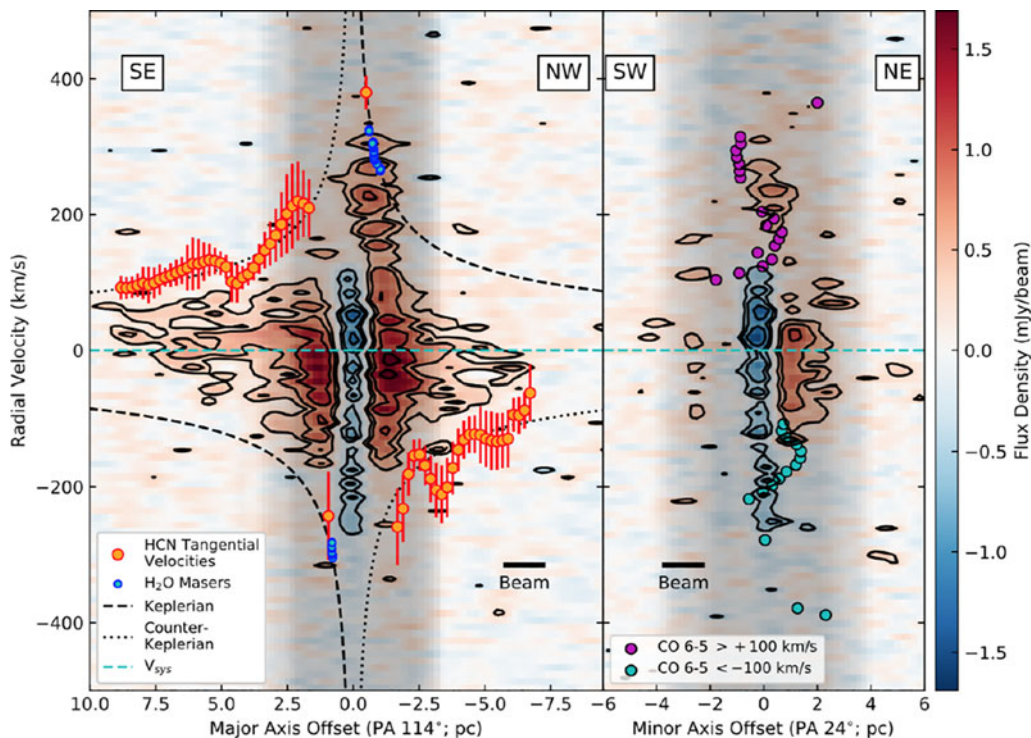 SE
NW
SW
NE
400
200
0
−200
−400
Radial Velocity (km/s)
HCN Tangential
Velocities
H₂O Masers
Keplerian
Counter-
Keplerian
V_sys
Beam
10.0 7.5 5.0 2.5 0.0 −2.5 −5.0 −7.5
Major Axis Offset (PA 114°; pc)
Beam
CO 6-5 > +100 km/s
CO 6-5 < −100 km/s
−6 −4 −2 0 2 4 6
Minor Axis Offset (PA 24°; pc)
1.5
1.0
0.5
0.0
−0.5
−1.0
−1.5
Flux Density (mJy/beam)